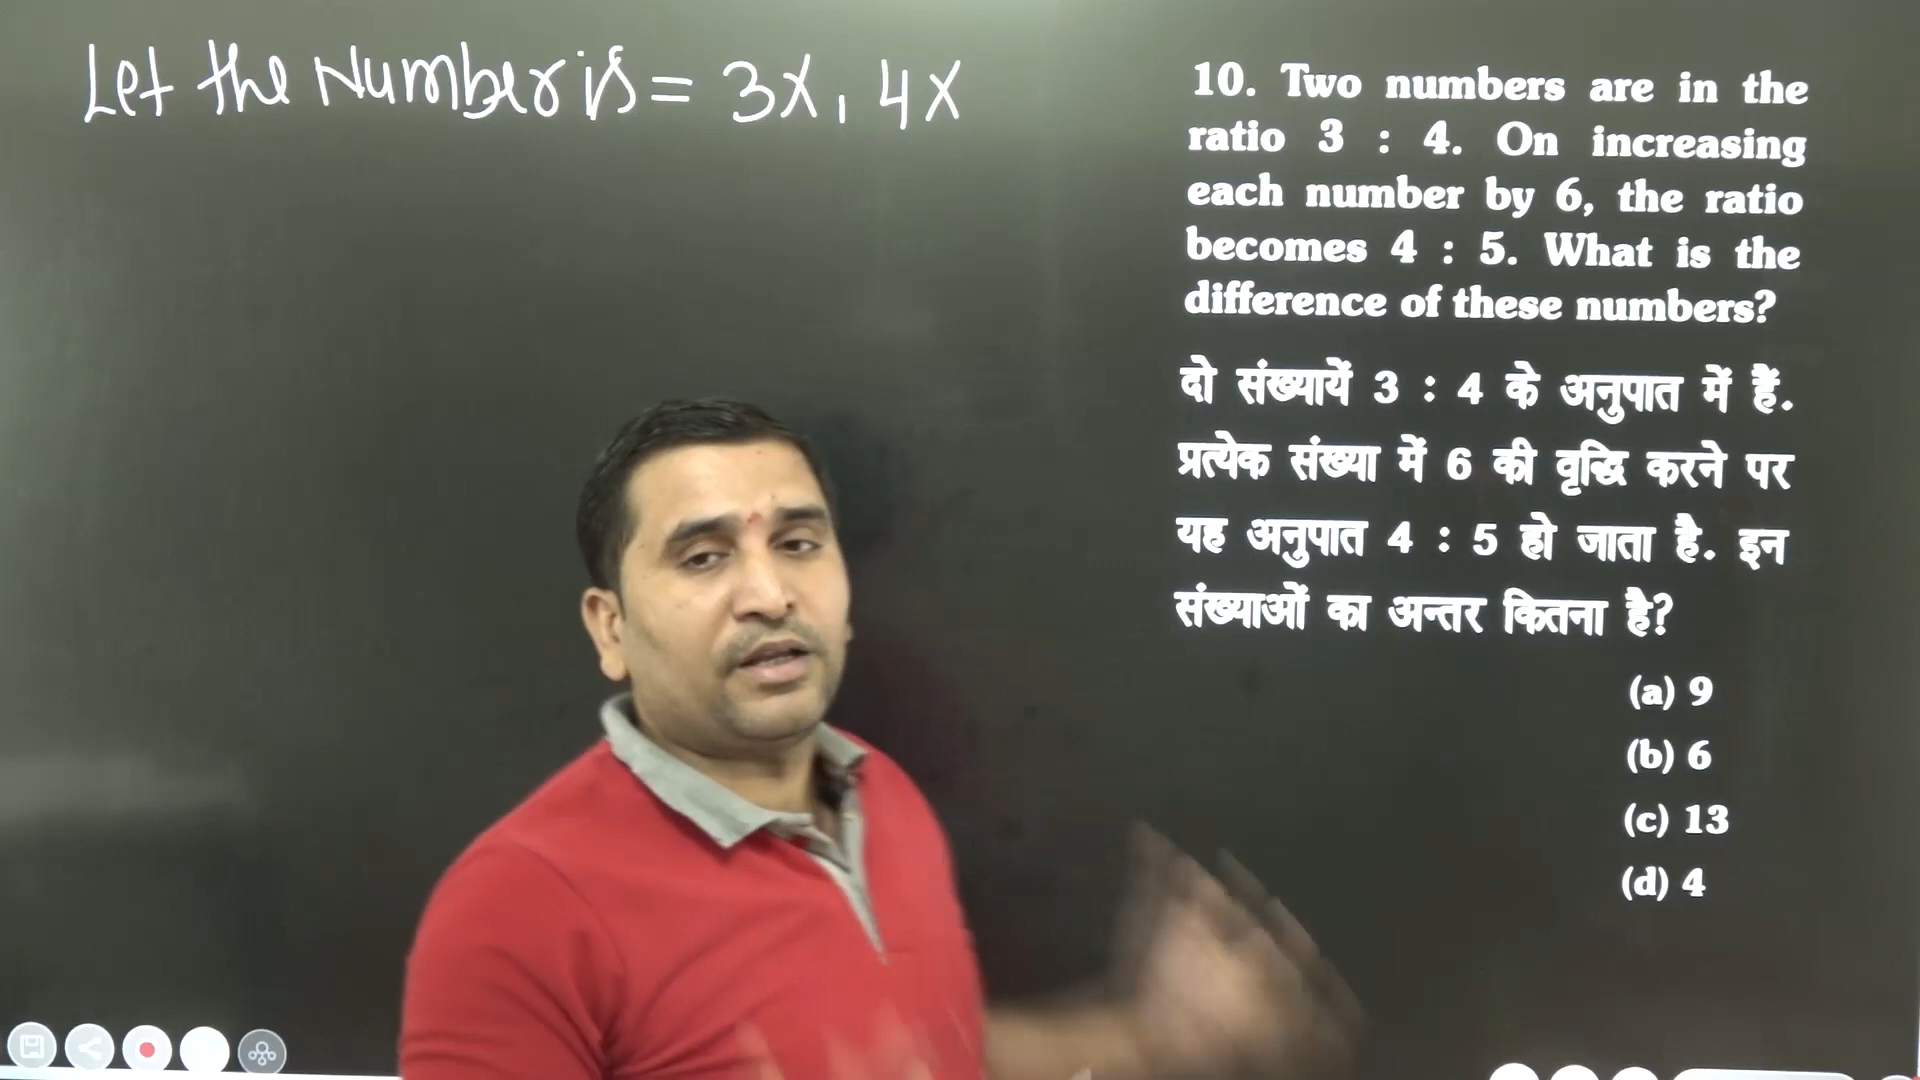 Let the Number is = 3x, 4x
10. Two numbers are in the
ratio 3 : 4. On increasing
each number by 6, the ratio
becomes 4 : 5. What is the
difference of these numbers?
दो संख्यायें 3 : 4 के अनुपात में हैं.
प्रत्येक संख्या में 6 की वृद्धि करने पर
यह अनुपात 4 : 5 हो जाता है. इन
संख्याओं का अन्तर कितना है?
(a) 9
(b) 6
(c) 13
(d) 4